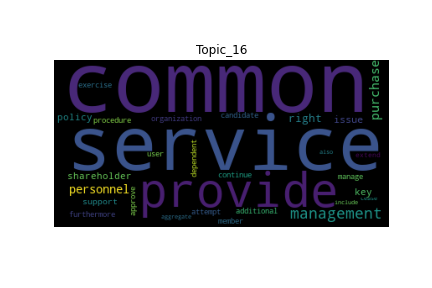 Topic_16
common
exercise
purchase
policy
procedure
organization
candidate
right
issue
service
user
dependent
also
extent
shareholder
continue
manage
provide
personnel
key
support
approve
include
furthermore
aggregate
attempt
additional
member
management